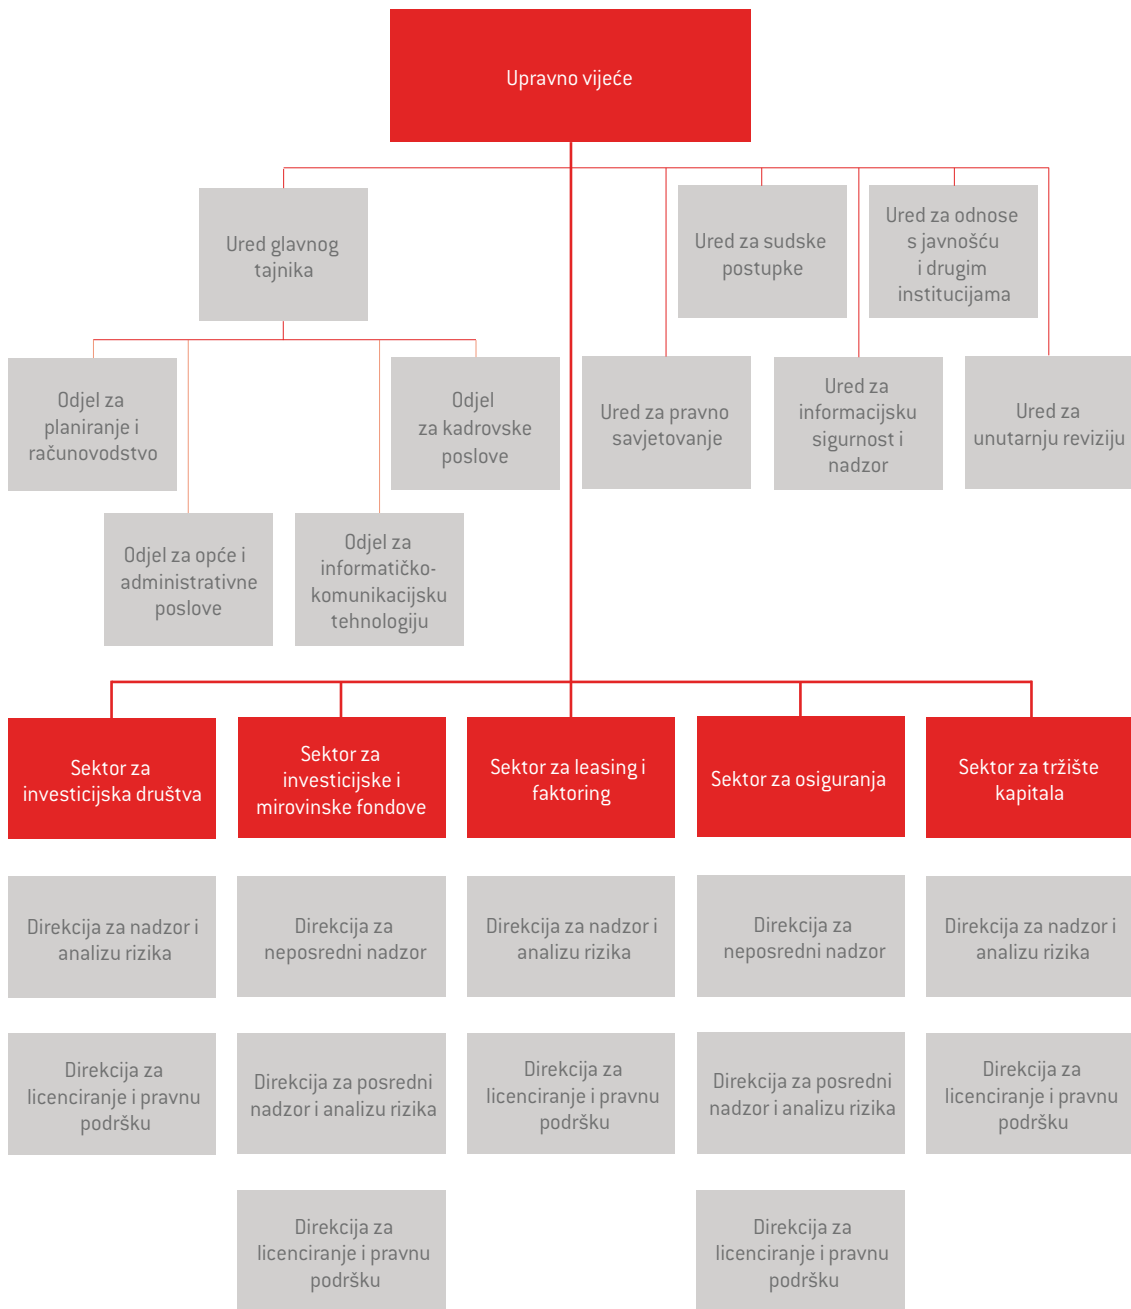 Upravno vijeće
Ured glavnog
tajnika
Ured za sudske
postupke
Ured za odnose
s javnošću
i drugim
institucijama
Odjel za
planiranje i
računovodstvo
Odjel
za kadrovske
poslove
Ured za pravno
savjetovanje
Ured za
informacijsku
sigurnost i
nadzor
Ured za
unutarnju reviziju
Odjel za opće i
administrativne
poslove
Odjel za
informatičko-
komunikacijsku
tehnologiju
Sektor za
investicijska društva
Sektor za
investicijske i
mirovinske fondove
Sektor za leasing i
faktoring
Sektor za osiguranja
Sektor za tržište
kapitala
Direkcija za nadzor i
analizu rizika
Direkcija za
neposredni nadzor
Direkcija za nadzor i
analizu rizika
Direkcija za
neposredni nadzor
Direkcija za nadzor i
analizu rizika
Direkcija za
licenciranje i pravnu
podršku
Direkcija za posredni
nadzor i analizu rizika
Direkcija za
licenciranje i pravnu
podršku
Direkcija za posredni
nadzor i analizu rizika
Direkcija za
licenciranje i pravnu
podršku
Direkcija za
licenciranje i pravnu
podršku
Direkcija za
licenciranje i pravnu
podršku